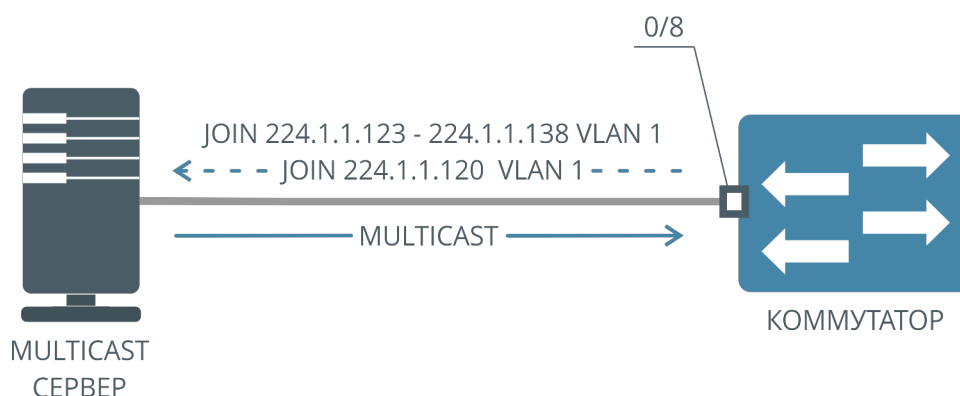 0/8
JOIN 224.1.1.123 - 224.1.1.138 VLAN 1
JOIN 224.1.1.120 VLAN 1
MULTICAST
КОММУТАТОР
MULTICAST
СЕРВЕР